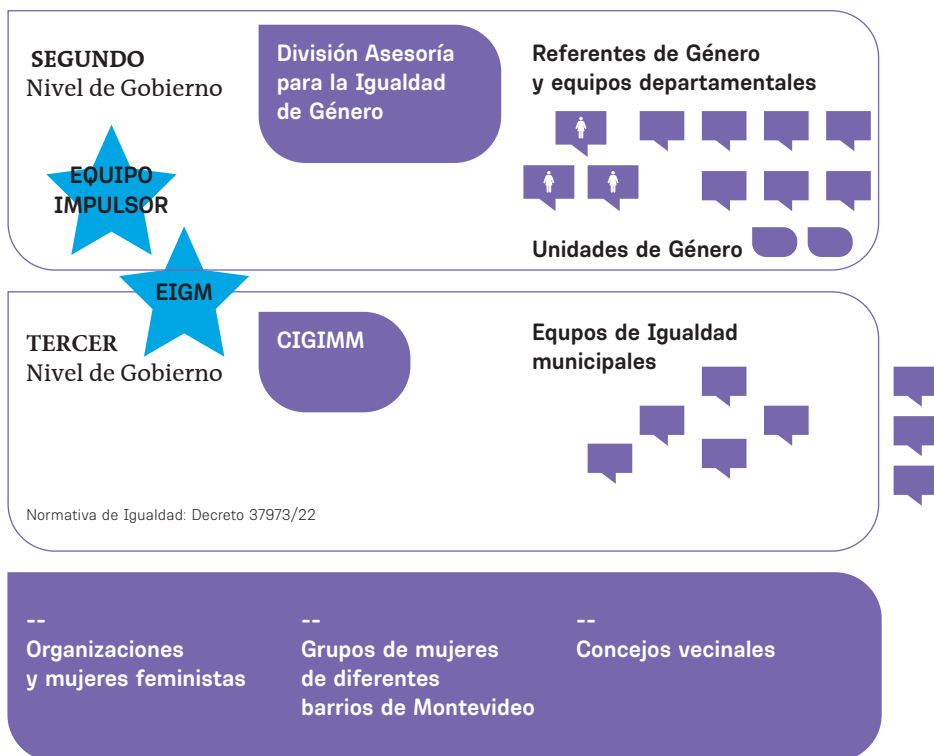 SEGUNDO
Nivel de Gobierno
EQUIPO
IMPULSOR
División Asesoría
para la Igualdad
de Género
Referentes de Género
y equipos departamentales
Unidades de Género
EIGM
TERCER
Nivel de Gobierno
CIGIMM
Equpos de Igualdad
municipales
Normativa de Igualdad: Decreto 37973/22
--
Organizaciones
y mujeres feministas
--
Grupos de mujeres
de diferentes
barrios de Montevideo
--
Concejos vecinales